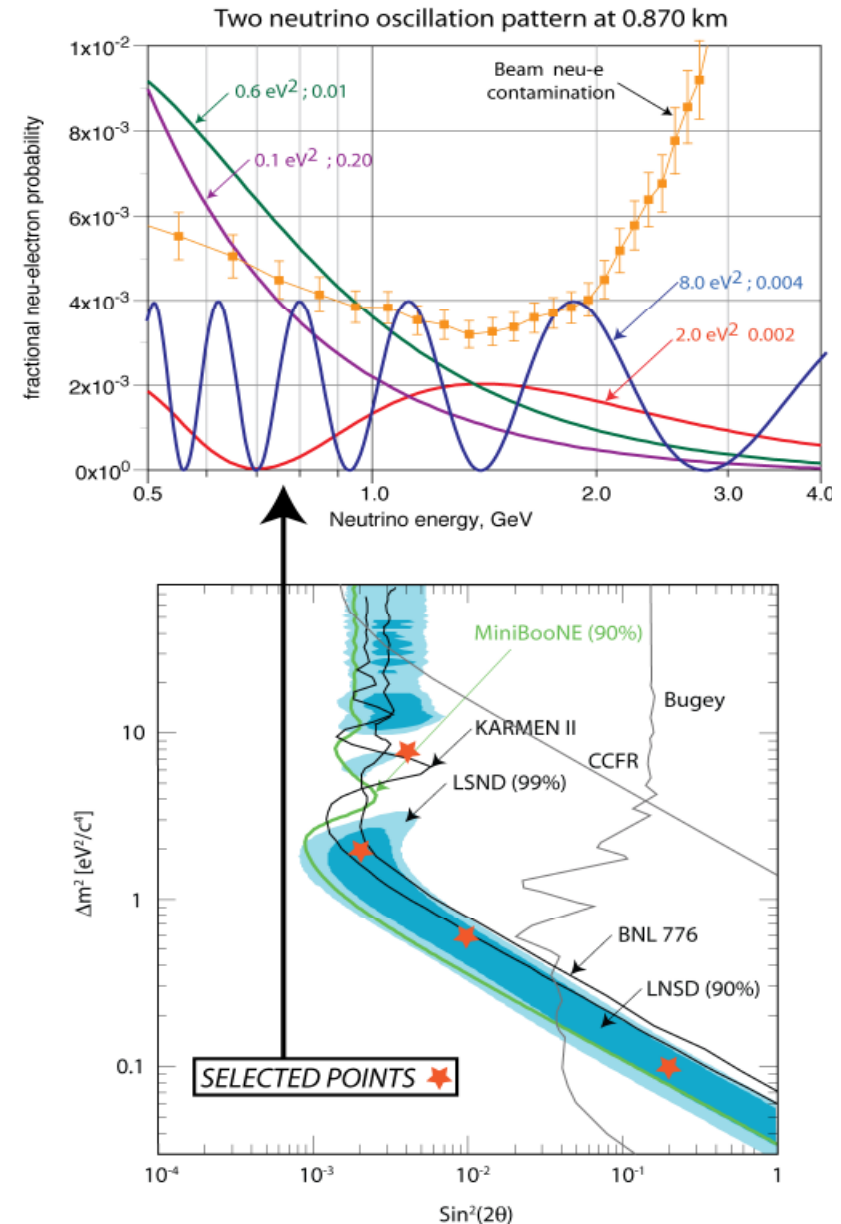 Two neutrino oscillation pattern at 0.870 km
fractional neu-electron probability
1x10⁻²
8x10⁻³
6x10⁻³
4x10⁻³
2x10⁻³
0x10⁰
0.6 eV² ; 0.01
0.1 eV² ; 0.20
Beam neu-e
contamination
8.0 eV² ; 0.004
2.0 eV² 0.002
0.5 1.0 2.0 3.0 4.0
Neutrino energy, GeV
MiniBooNE (90%)
Bugey
KARMEN II
CCFR
LSND (99%)
BNL 776
LNSD (90%)
SELECTED POINTS
Δm² [eV²/c⁴]
10
1
0.1
10⁻⁴ 10⁻³ 10⁻² 10⁻¹ 1
Sin²(2θ)